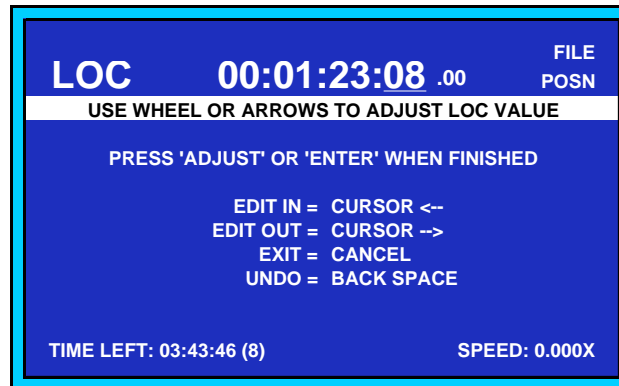 FILE
LOC 00:01:23:08 .00 POSN
USE WHEEL OR ARROWS TO ADJUST LOC VALUE
PRESS 'ADJUST' OR 'ENTER' WHEN FINISHED
EDIT IN = CURSOR <--
EDIT OUT = CURSOR -->
EXIT = CANCEL
UNDO = BACK SPACE
TIME LEFT: 03:43:46 (8) SPEED: 0.000X